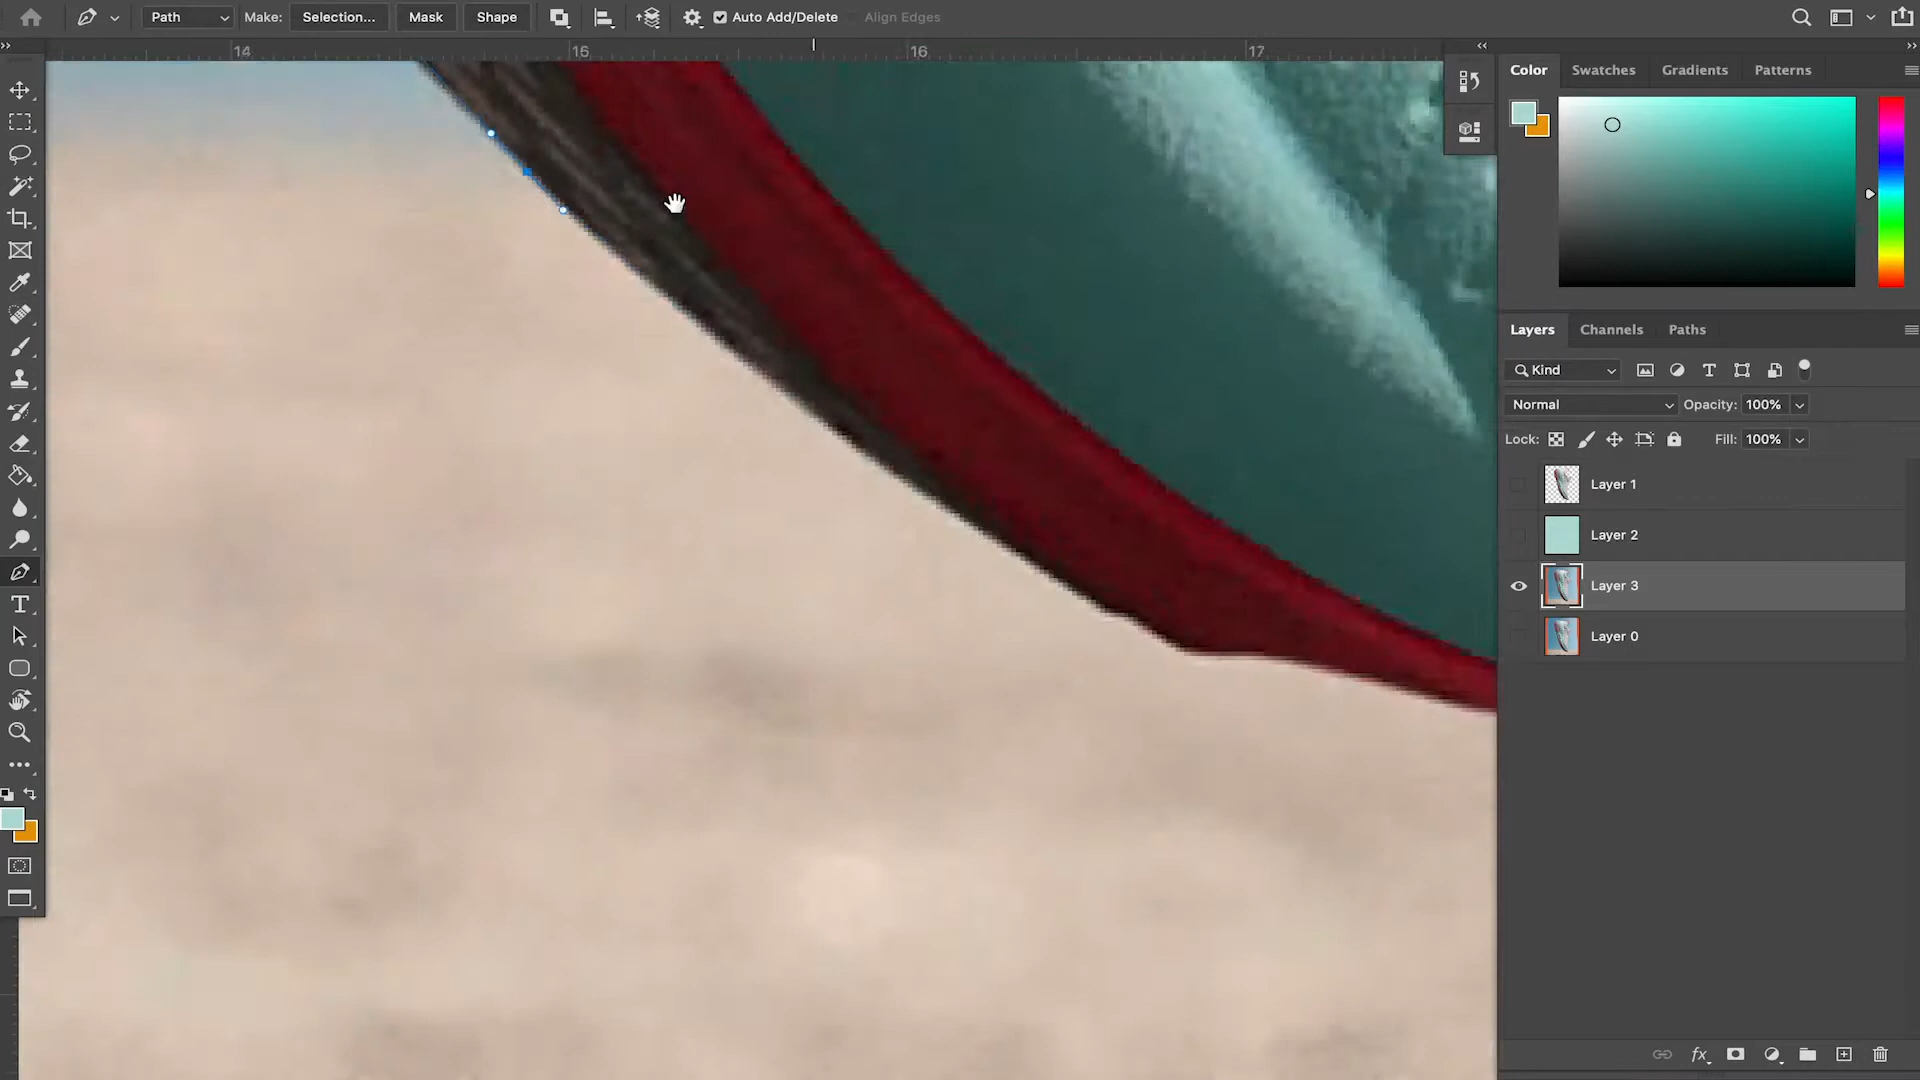 Path Make: Selection... Mask Shape Auto Add/Delete Align Edges
14 15 16 17
Color Swatches Gradients Patterns
Layers Channels Paths
Kind
Normal Opacity: 100%
Lock: Fill: 100%
Layer 1
Layer 2
Layer 3
Layer 0